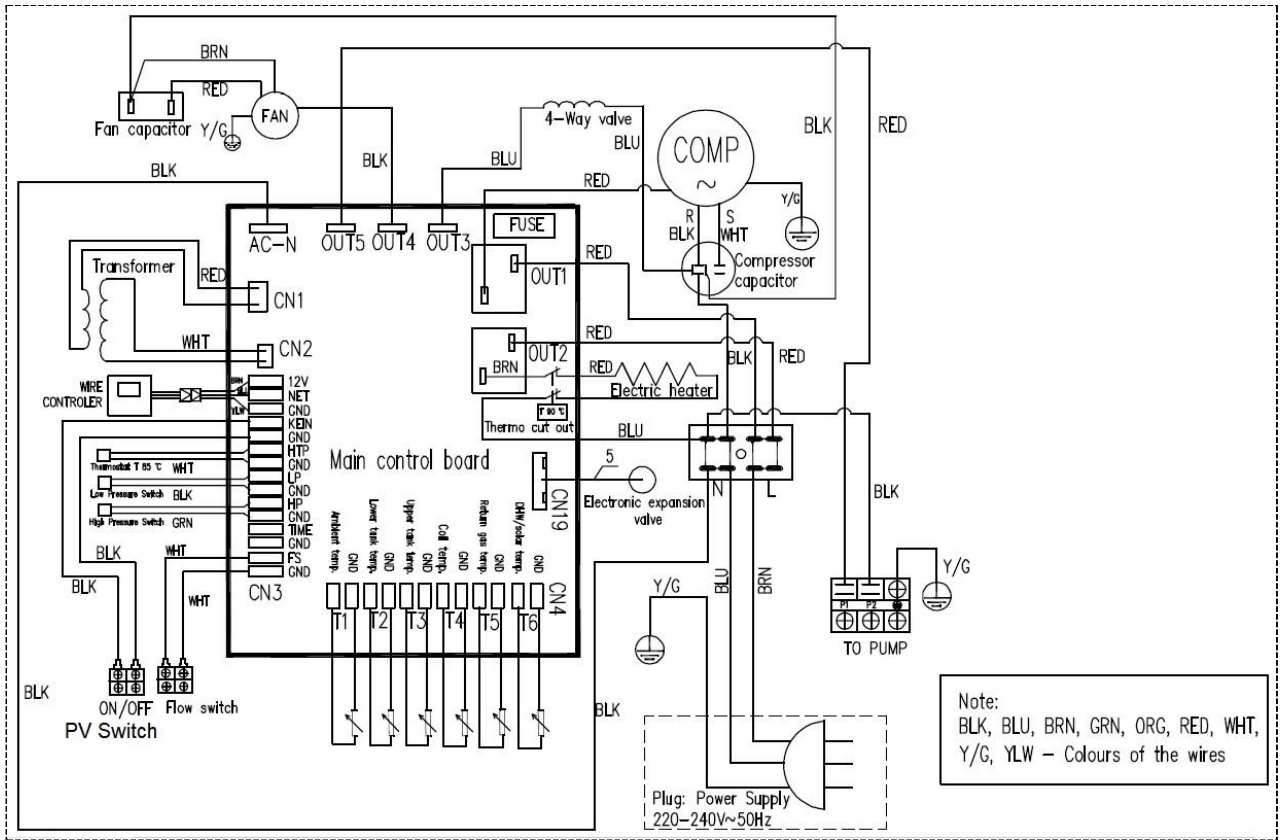 BRN
RED
FAN
Fan capacitor
Y/G
BLK
BLK
BLU
4-Way valve
BLU
COMP
~
BLK
RED
RED
Y/G
R
S
BLK
WHT
Compressor
capacitor
AC-N
OUT5
OUT4
OUT3
FUSE
OUT1
RED
Transformer
RED
CN1
WHT
CN2
OUT2
RED
BRN
RED
Electric heater
T 90 ℃
Thermo cut out
BLU
BLK
RED
WIRE
CONTROLER
BRN
BLU
YLW
12V
NET
GND
KEIN
GND
HTP
GND
LP
GND
HP
GND
TIME
GND
FS
GND
CN3
Thermostat T 85 ℃
WHT
Low Pressure Switch
BLK
High Pressure Switch
GRN
Main control board
CN19
5
Electronic expansion
valve
N
L
BLK
Ambient temp.
GND
Lower tank temp.
GND
Upper tank temp.
GND
Coil temp.
GND
Return gas temp.
GND
DHW/solar temp.
GND
CN4
T1
T2
T3
T4
T5
T6
WHT
BLK
BLK
WHT
ON/OFF
PV Switch
Flow switch
BLK
BLK
Y/G
BLU
BRN
Y/G
P1
P2
TO PUMP
Plug: Power Supply
220-240V~50Hz
Note:
BLK, BLU, BRN, GRN, ORG, RED, WHT,
Y/G, YLW - Colours of the wires